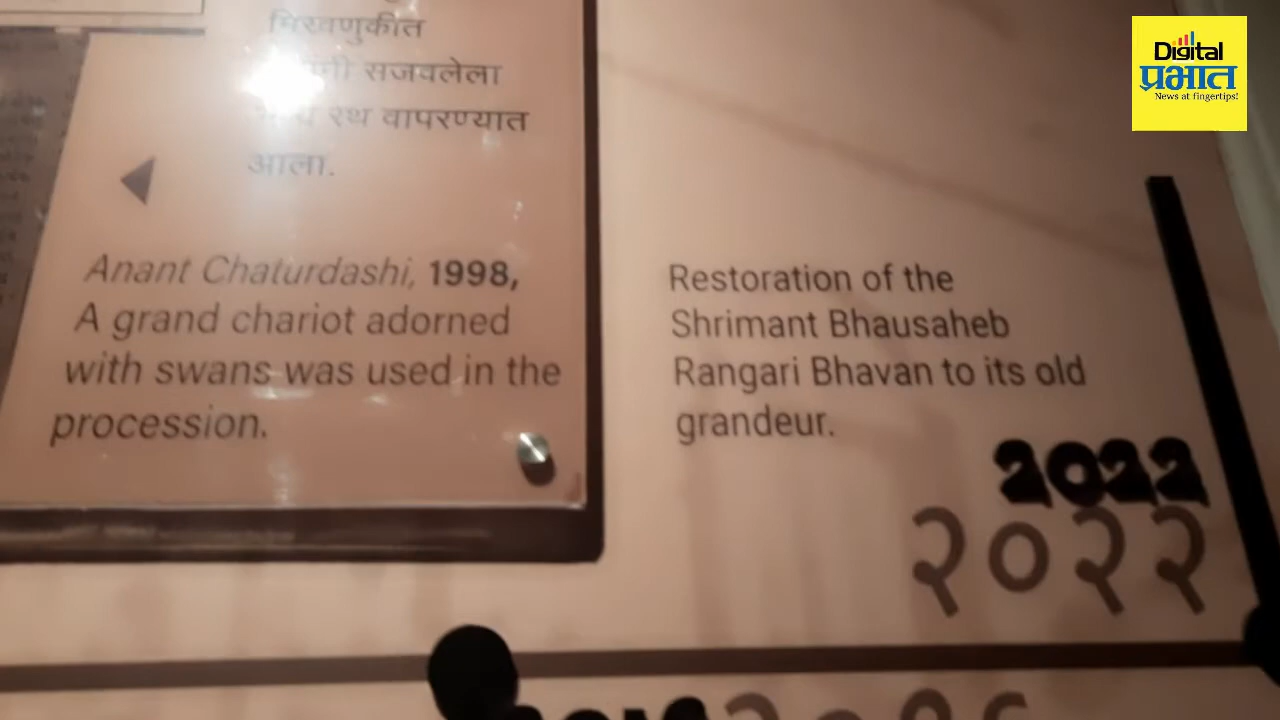 मिरवणुकीत
सजवलेला
रथ वापरण्यात
आला.
Anant Chaturdashi, 1998,
A grand chariot adorned
with swans was used in the
procession.
Restoration of the
Shrimant Bhausaheb
Rangari Bhavan to its old
grandeur.
2022
२०२२
Digital
प्रभात
News at fingertips!